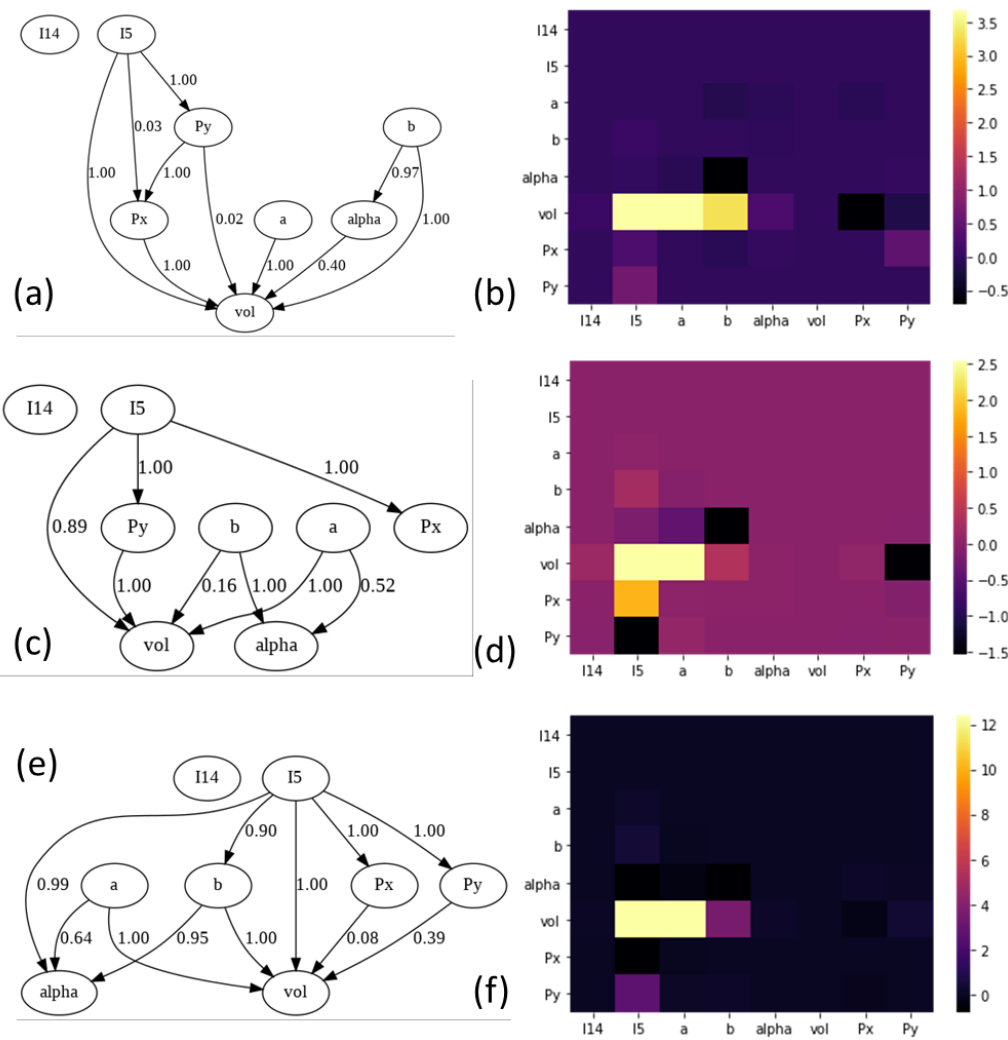 I14 I5
1.00
Py b
0.03
1.00 1.00 0.97
Px a alpha
0.02 1.00
1.00 1.00 0.40
(a) vol
(b)
I14
I5
a
b
alpha
vol
Px
Py
I14 I5 a b alpha vol Px Py
3.5
3.0
2.5
2.0
1.5
1.0
0.5
0.0
−0.5
I14 I5
1.00 1.00
0.89 Py b a Px
1.00 0.16 1.00 1.00 0.52
(c) vol alpha
(d)
I14
I5
a
b
alpha
vol
Px
Py
I14 I5 a b alpha vol Px Py
2.5
2.0
1.5
1.0
0.5
0.0
−0.5
−1.0
−1.5
(e)
I14 I5
0.90 1.00 1.00
0.99 a b 1.00 Px Py
0.64 1.00 0.95 1.00 0.08 0.39
alpha vol
(f)
I14
I5
a
b
alpha
vol
Px
Py
I14 I5 a b alpha vol Px Py
12
10
8
6
4
2
0